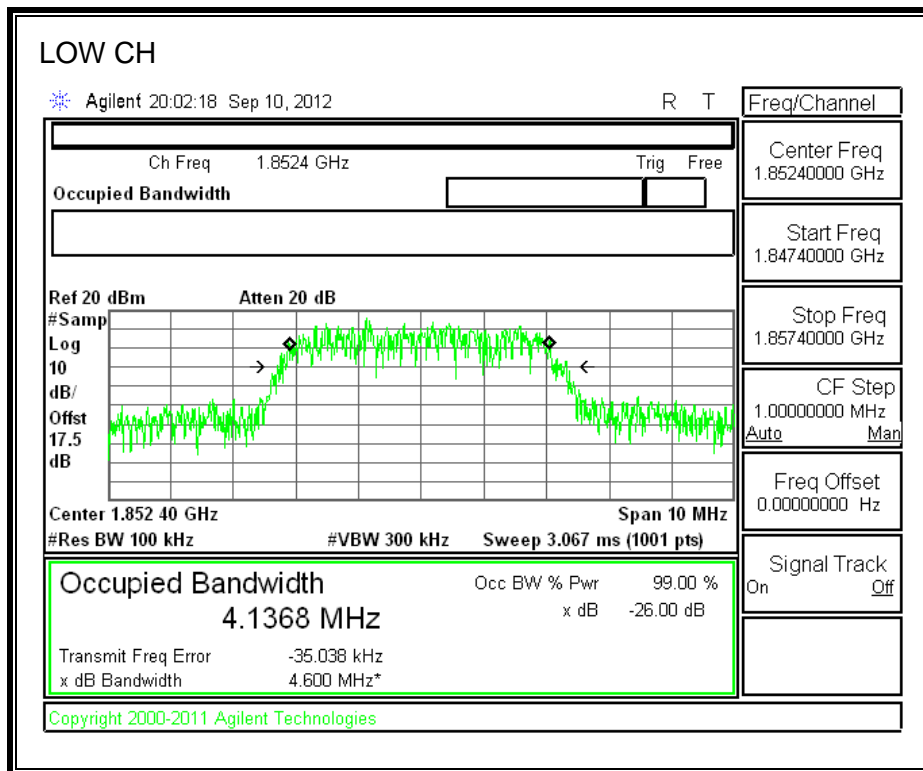 LOW CH
Agilent 20:02:18 Sep 10, 2012 R T
Freq/Channel
Ch Freq 1.8524 GHz Trig Free
Occupied Bandwidth
Center Freq
1.85240000 GHz
Start Freq
1.84740000 GHz
Stop Freq
1.85740000 GHz
CF Step
1.00000000 MHz
Auto Man
Freq Offset
0.00000000 Hz
Signal Track
On Off
Ref 20 dBm Atten 20 dB
#Samp
Log
10
dB/
Offst
17.5
dB
Center 1.852 40 GHz Span 10 MHz
#Res BW 100 kHz #VBW 300 kHz Sweep 3.067 ms (1001 pts)
Occupied Bandwidth
4.1368 MHz
Occ BW % Pwr 99.00 %
x dB -26.00 dB
Transmit Freq Error -35.038 kHz
x dB Bandwidth 4.600 MHz*
Copyright 2000-2011 Agilent Technologies